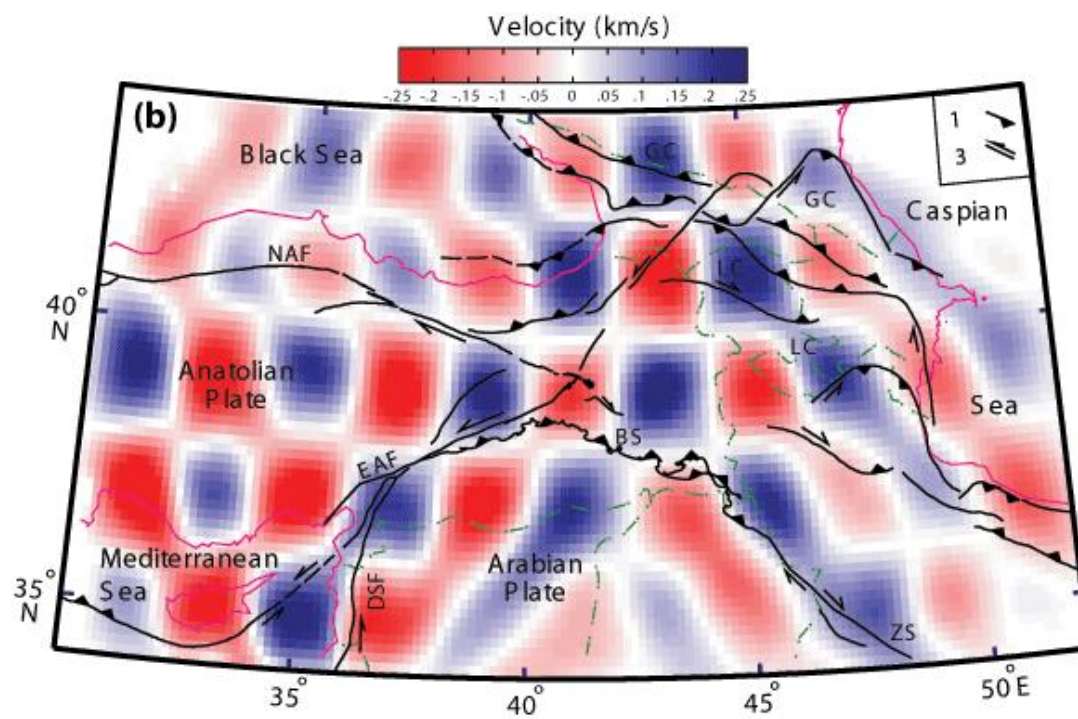 Velocity (km/s)
-.25 -.2 -.15 -.1 -.05 0 .05 .1 .15 .2 .25
(b)
1
3
Black Sea
GC
GC
Caspian
NAF
LC
40°
N
LC
Anatolian
Plate
Sea
BS
EAF
Mediterranean
Sea
Arabian
Plate
35°
N
DSF
ZS
35°
40°
45°
50°E